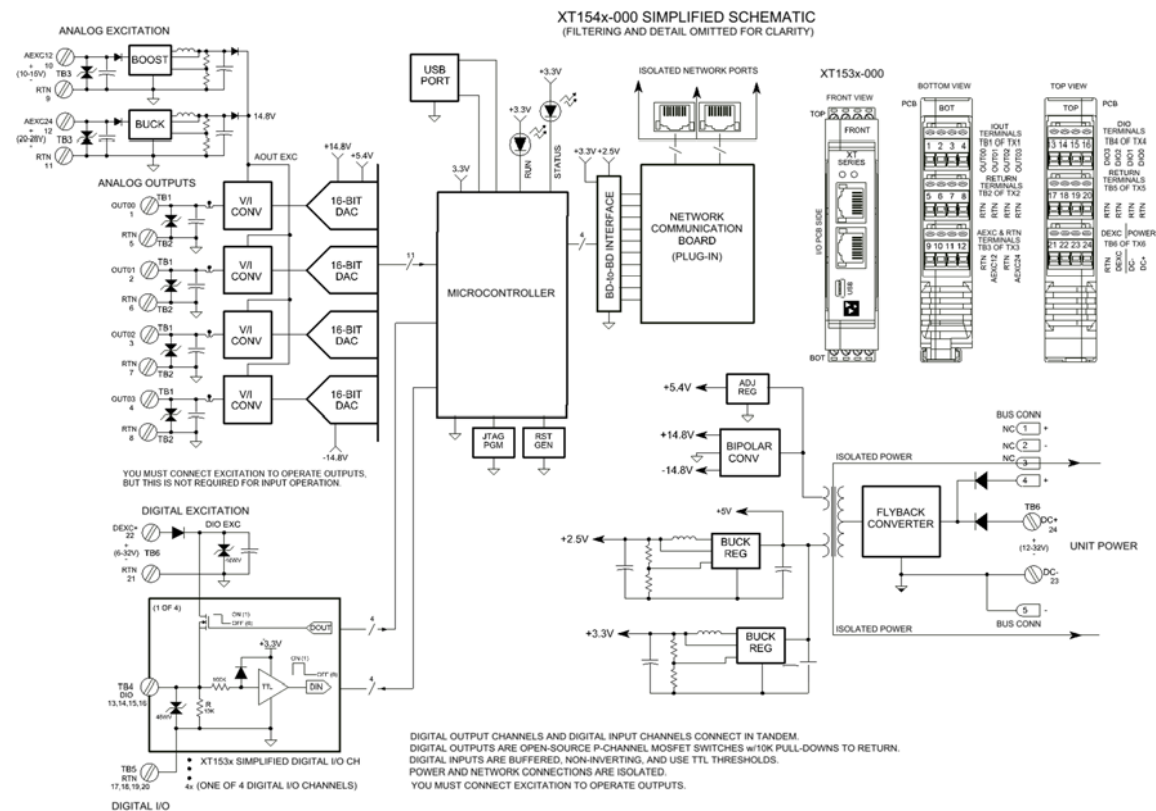 XT154x-000 SIMPLIFIED SCHEMATIC
(FILTERING AND DETAIL OMITTED FOR CLARITY)
ANALOG EXCITATION
AEXC12
10
+
(10-15V)
-
TB3
RTN
9
BOOST
AEXC24
12
+
(20-28V)
-
TB3
RTN
11
BUCK
14.8V
AOUT EXC
+14.8V
+5.4V
ANALOG OUTPUTS
OUT00
1
TB1
RTN
5
TB2
V/I
CONV
16-BIT
DAC
OUT01
2
TB1
RTN
6
TB2
V/I
CONV
16-BIT
DAC
OUT02
3
TB1
RTN
7
TB2
V/I
CONV
16-BIT
DAC
OUT03
4
TB1
RTN
8
TB2
V/I
CONV
16-BIT
DAC
-14.8V
11
YOU MUST CONNECT EXCITATION TO OPERATE OUTPUTS,
BUT THIS IS NOT REQUIRED FOR INPUT OPERATION.
USB
PORT
+3.3V
+3.3V
RUN
STATUS
3.3V
MICROCONTROLLER
JTAG
PGM
RST
GEN
4
+3.3V
+2.5V
BD-to-BD INTERFACE
ISOLATED NETWORK PORTS
NETWORK
COMMUNICATION
BOARD
(PLUG-IN)
XT153x-000
FRONT VIEW
TOP
FRONT
XT
SERIES
I/O PCB SIDE
USB
BOT
BOTTOM VIEW
PCB
BOT
IOUT
TERMINALS
TB1 OF TX1
1 2 3 4
OUT00
OUT01
OUT02
OUT03
RETURN
TERMINALS
TB2 OF TX2
5 6 7 8
RTN
RTN
RTN
RTN
AEXC & RTN
TERMINALS
TB3 OF TX3
9 10 11 12
RTN
AEXC12
RTN
AEXC24
TOP VIEW
PCB
TOP
DIO
TERMINALS
TB4 OF TX4
13 14 15 16
DIO3
DIO2
DIO1
DIO0
RETURN
TERMINALS
TB5 OF TX5
17 18 19 20
RTN
RTN
RTN
RTN
DEXC
POWER
TB6 OF TX6
21 22 23 24
RTN
DEXC
DC-
DC+
+5.4V
ADJ
REG
+14.8V
-14.8V
BIPOLAR
CONV
+5V
+2.5V
BUCK
REG
+3.3V
BUCK
REG
ISOLATED POWER
FLYBACK
CONVERTER
BUS CONN
NC 1 +
NC 2 -
NC 3
4 +
TB6
DC+
24
+
(12-32V)
-
UNIT POWER
DC-
23
5 -
BUS CONN
ISOLATED POWER
DIGITAL EXCITATION
DEXC+
22
+
(6-32V)
-
TB6
RTN
21
DIO EXC
(1 OF 4)
ON (1)
OFF (0)
DOUT
4
+3.3V
ON (1)
OFF (0)
100K
TTL
DIN
4
TB4
DIO
13,14,15,16
R
10K
TB5
RTN
17,18,19,20
XT153x SIMPLIFIED DIGITAL I/O CH
4x (ONE OF 4 DIGITAL I/O CHANNELS)
DIGITAL I/O
DIGITAL OUTPUT CHANNELS AND DIGITAL INPUT CHANNELS CONNECT IN TANDEM.
DIGITAL OUTPUTS ARE OPEN-SOURCE P-CHANNEL MOSFET SWITCHES w/10K PULL-DOWNS TO RETURN.
DIGITAL INPUTS ARE BUFFERED, NON-INVERTING, AND USE TTL THRESHOLDS.
POWER AND NETWORK CONNECTIONS ARE ISOLATED.
YOU MUST CONNECT EXCITATION TO OPERATE OUTPUTS.